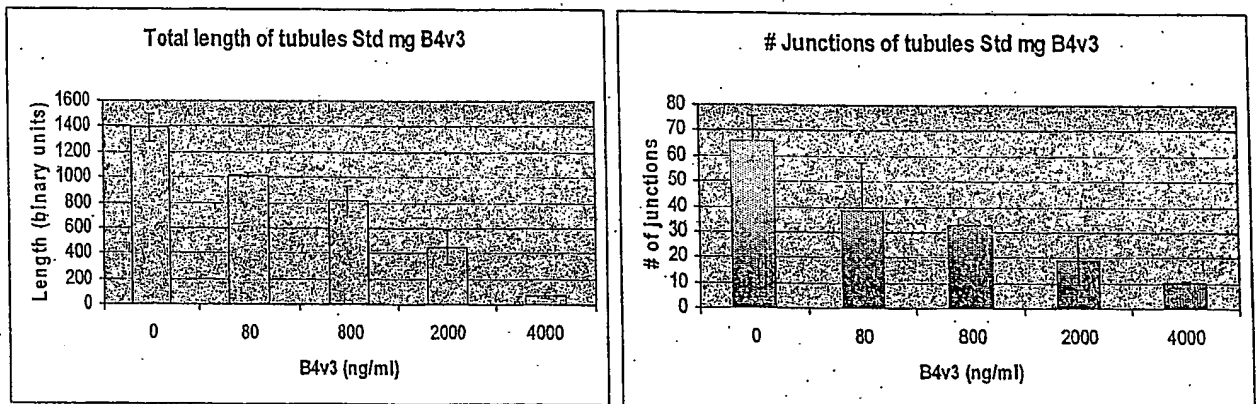 Total length of tubules Std mg B4v3
Length (binary units)
1600
1400
1200
1000
800
600
400
200
0
0 80 800 2000 4000
B4v3 (ng/ml)
# Junctions of tubules Std mg B4v3
# of junctions
80
70
60
50
40
30
20
10
0
0 80 800 2000 4000
B4v3 (ng/ml)